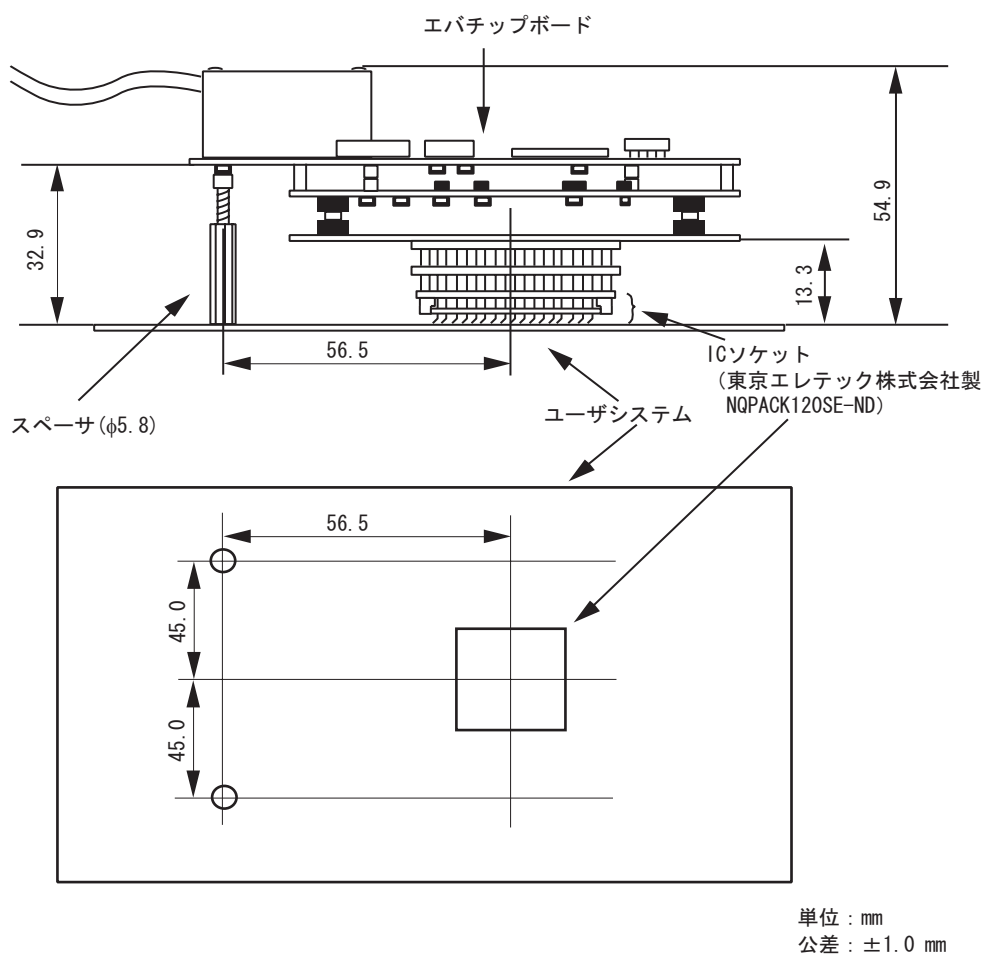 エバチップボード
32.9
54.9
13.3
56.5
ICソケット
（東京エレテック株式会社製
NQPACK120SE-ND）
スペーサ(φ5.8)
ユーザシステム
56.5
45.0
45.0
単位：mm
公差：±1.0 mm